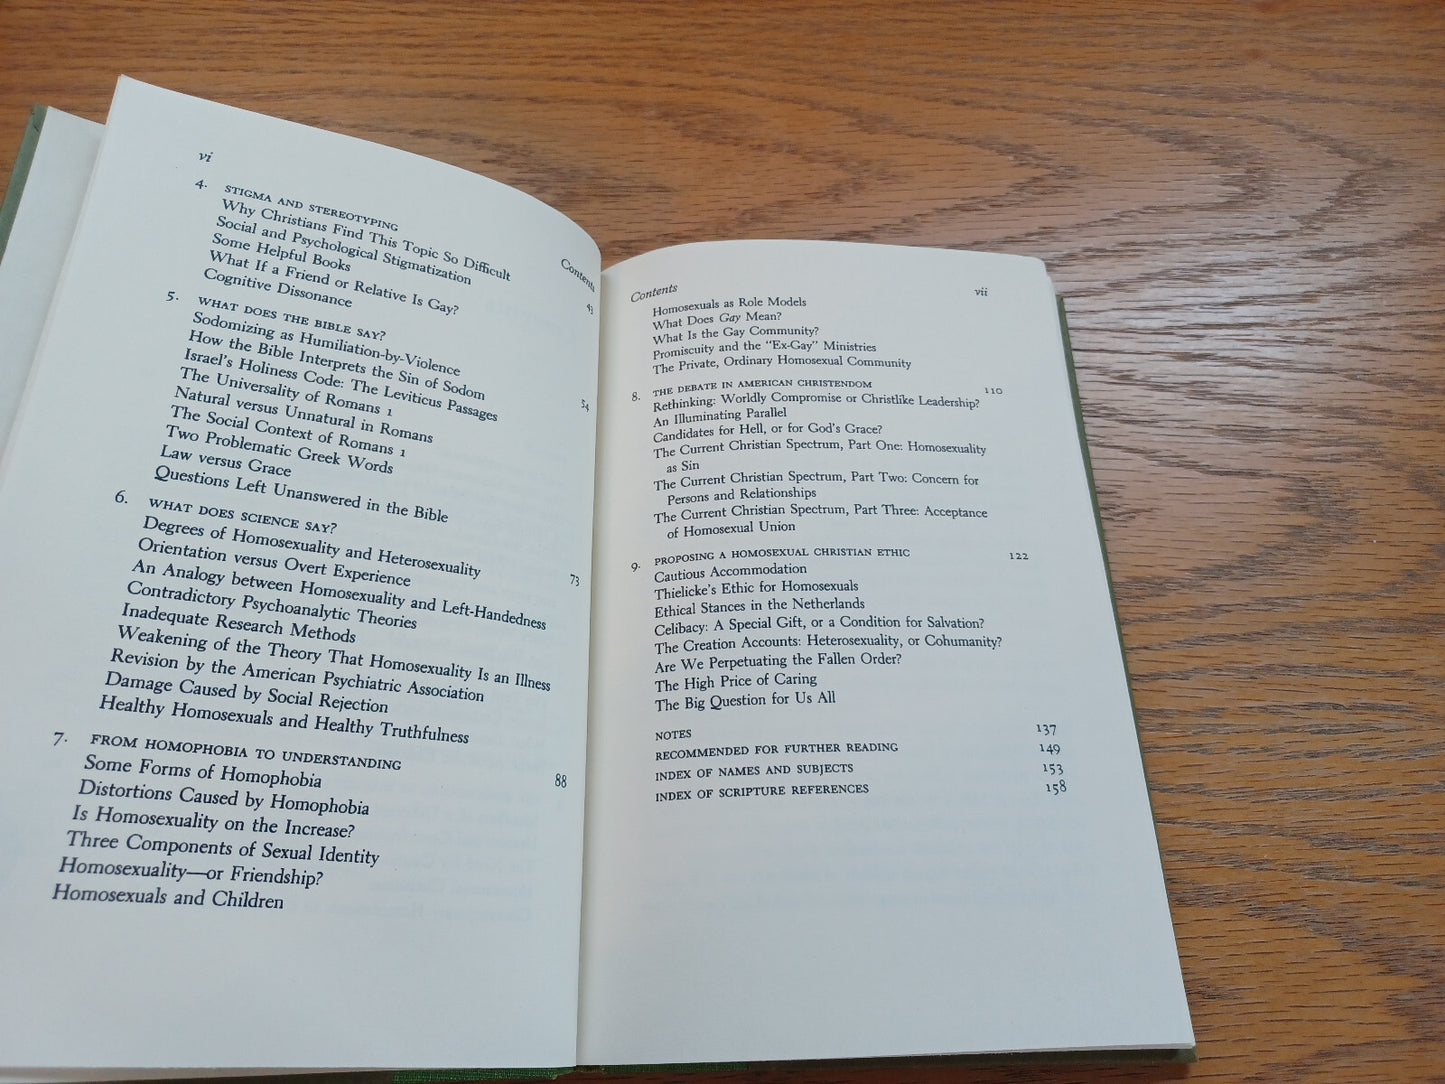 vi
Contents
4. STIGMA AND STEREOTYPING 43
Why Christians Find This Topic So Difficult
Social and Psychological Stigmatization
Some Helpful Books
What If a Friend or Relative Is Gay?
Cognitive Dissonance
5. WHAT DOES THE BIBLE SAY? 54
Sodomizing as Humiliation-by-Violence
How the Bible Interprets the Sin of Sodom
Israel's Holiness Code: The Leviticus Passages
The Universality of Romans 1
Natural versus Unnatural in Romans
The Social Context of Romans 1
Two Problematic Greek Words
Law versus Grace
Questions Left Unanswered in the Bible
6. WHAT DOES SCIENCE SAY? 73
Degrees of Homosexuality and Heterosexuality
Orientation versus Overt Experience
An Analogy between Homosexuality and Left-Handedness
Contradictory Psychoanalytic Theories
Inadequate Research Methods
Weakening of the Theory That Homosexuality Is an Illness
Revision by the American Psychiatric Association
Damage Caused by Social Rejection
Healthy Homosexuals and Healthy Truthfulness
7. FROM HOMOPHOBIA TO UNDERSTANDING 88
Some Forms of Homophobia
Distortions Caused by Homophobia
Is Homosexuality on the Increase?
Three Components of Sexual Identity
Homosexuality—or Friendship?
Homosexuals and Children
Contents vii
Homosexuals as Role Models
What Does Gay Mean?
What Is the Gay Community?
Promiscuity and the "Ex-Gay" Ministries
The Private, Ordinary Homosexual Community
8. THE DEBATE IN AMERICAN CHRISTENDOM 110
Rethinking: Worldly Compromise or Christlike Leadership?
An Illuminating Parallel
Candidates for Hell, or for God's Grace?
The Current Christian Spectrum, Part One: Homosexuality
as Sin
The Current Christian Spectrum, Part Two: Concern for
Persons and Relationships
The Current Christian Spectrum, Part Three: Acceptance
of Homosexual Union
9. PROPOSING A HOMOSEXUAL CHRISTIAN ETHIC 122
Cautious Accommodation
Thielicke's Ethic for Homosexuals
Ethical Stances in the Netherlands
Celibacy: A Special Gift, or a Condition for Salvation?
The Creation Accounts: Heterosexuality, or Cohumanity?
Are We Perpetuating the Fallen Order?
The High Price of Caring
The Big Question for Us All
NOTES 137
RECOMMENDED FOR FURTHER READING 149
INDEX OF NAMES AND SUBJECTS 153
INDEX OF SCRIPTURE REFERENCES 158